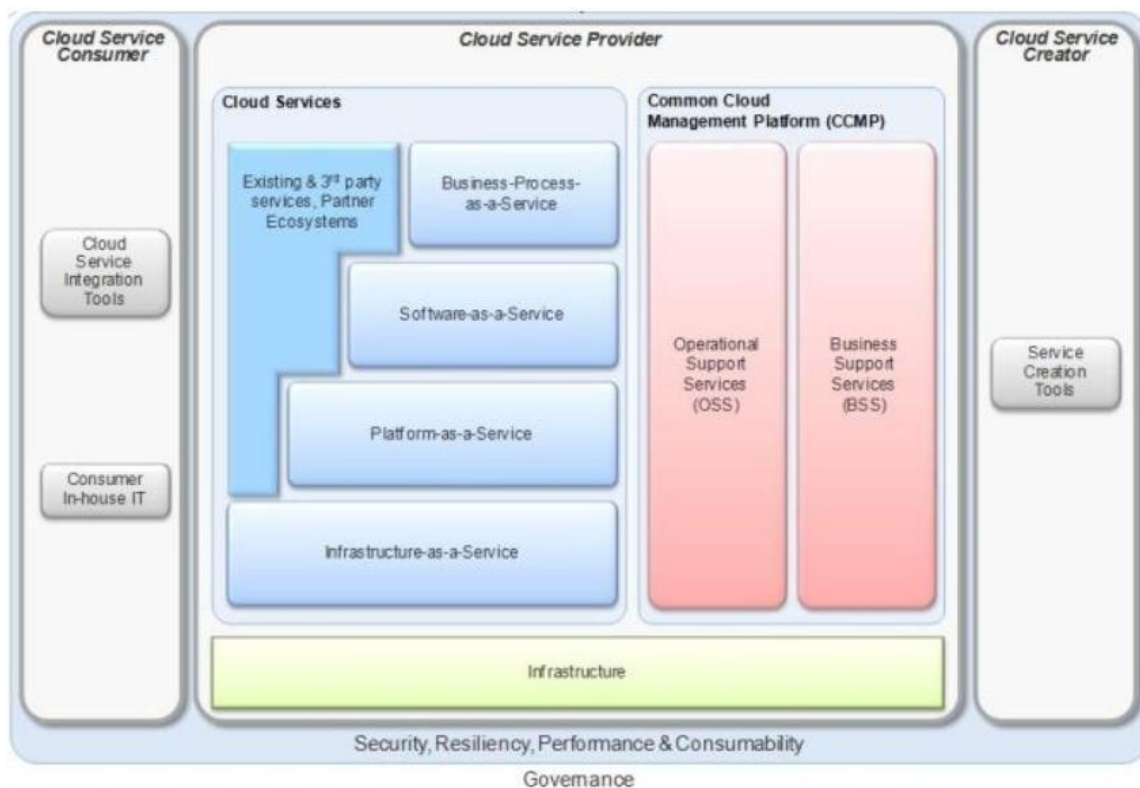 Cloud Service
Consumer
Cloud Service
Integration
Tools
Consumer
In-house IT
Cloud Service Provider
Cloud Services
Existing & 3rd party
services, Partner
Ecosystems
Business-Process-
as-a-Service
Software-as-a-Service
Platform-as-a-Service
Infrastructure-as-a-Service
Common Cloud
Management Platform (CCMP)
Operational
Support
Services
(OSS)
Business
Support
Services
(BSS)
Infrastructure
Cloud Service
Creator
Service
Creation
Tools
Security, Resiliency, Performance & Consumability
Governance